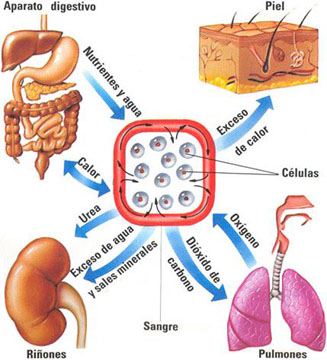 Aparato digestivo
Piel
Nutrientes y agua
Exceso
de calor
Células
Calor
Urea
Oxígeno
Exceso de agua
y sales minerales
Dióxido de
carbono
Sangre
Riñones
Pulmones